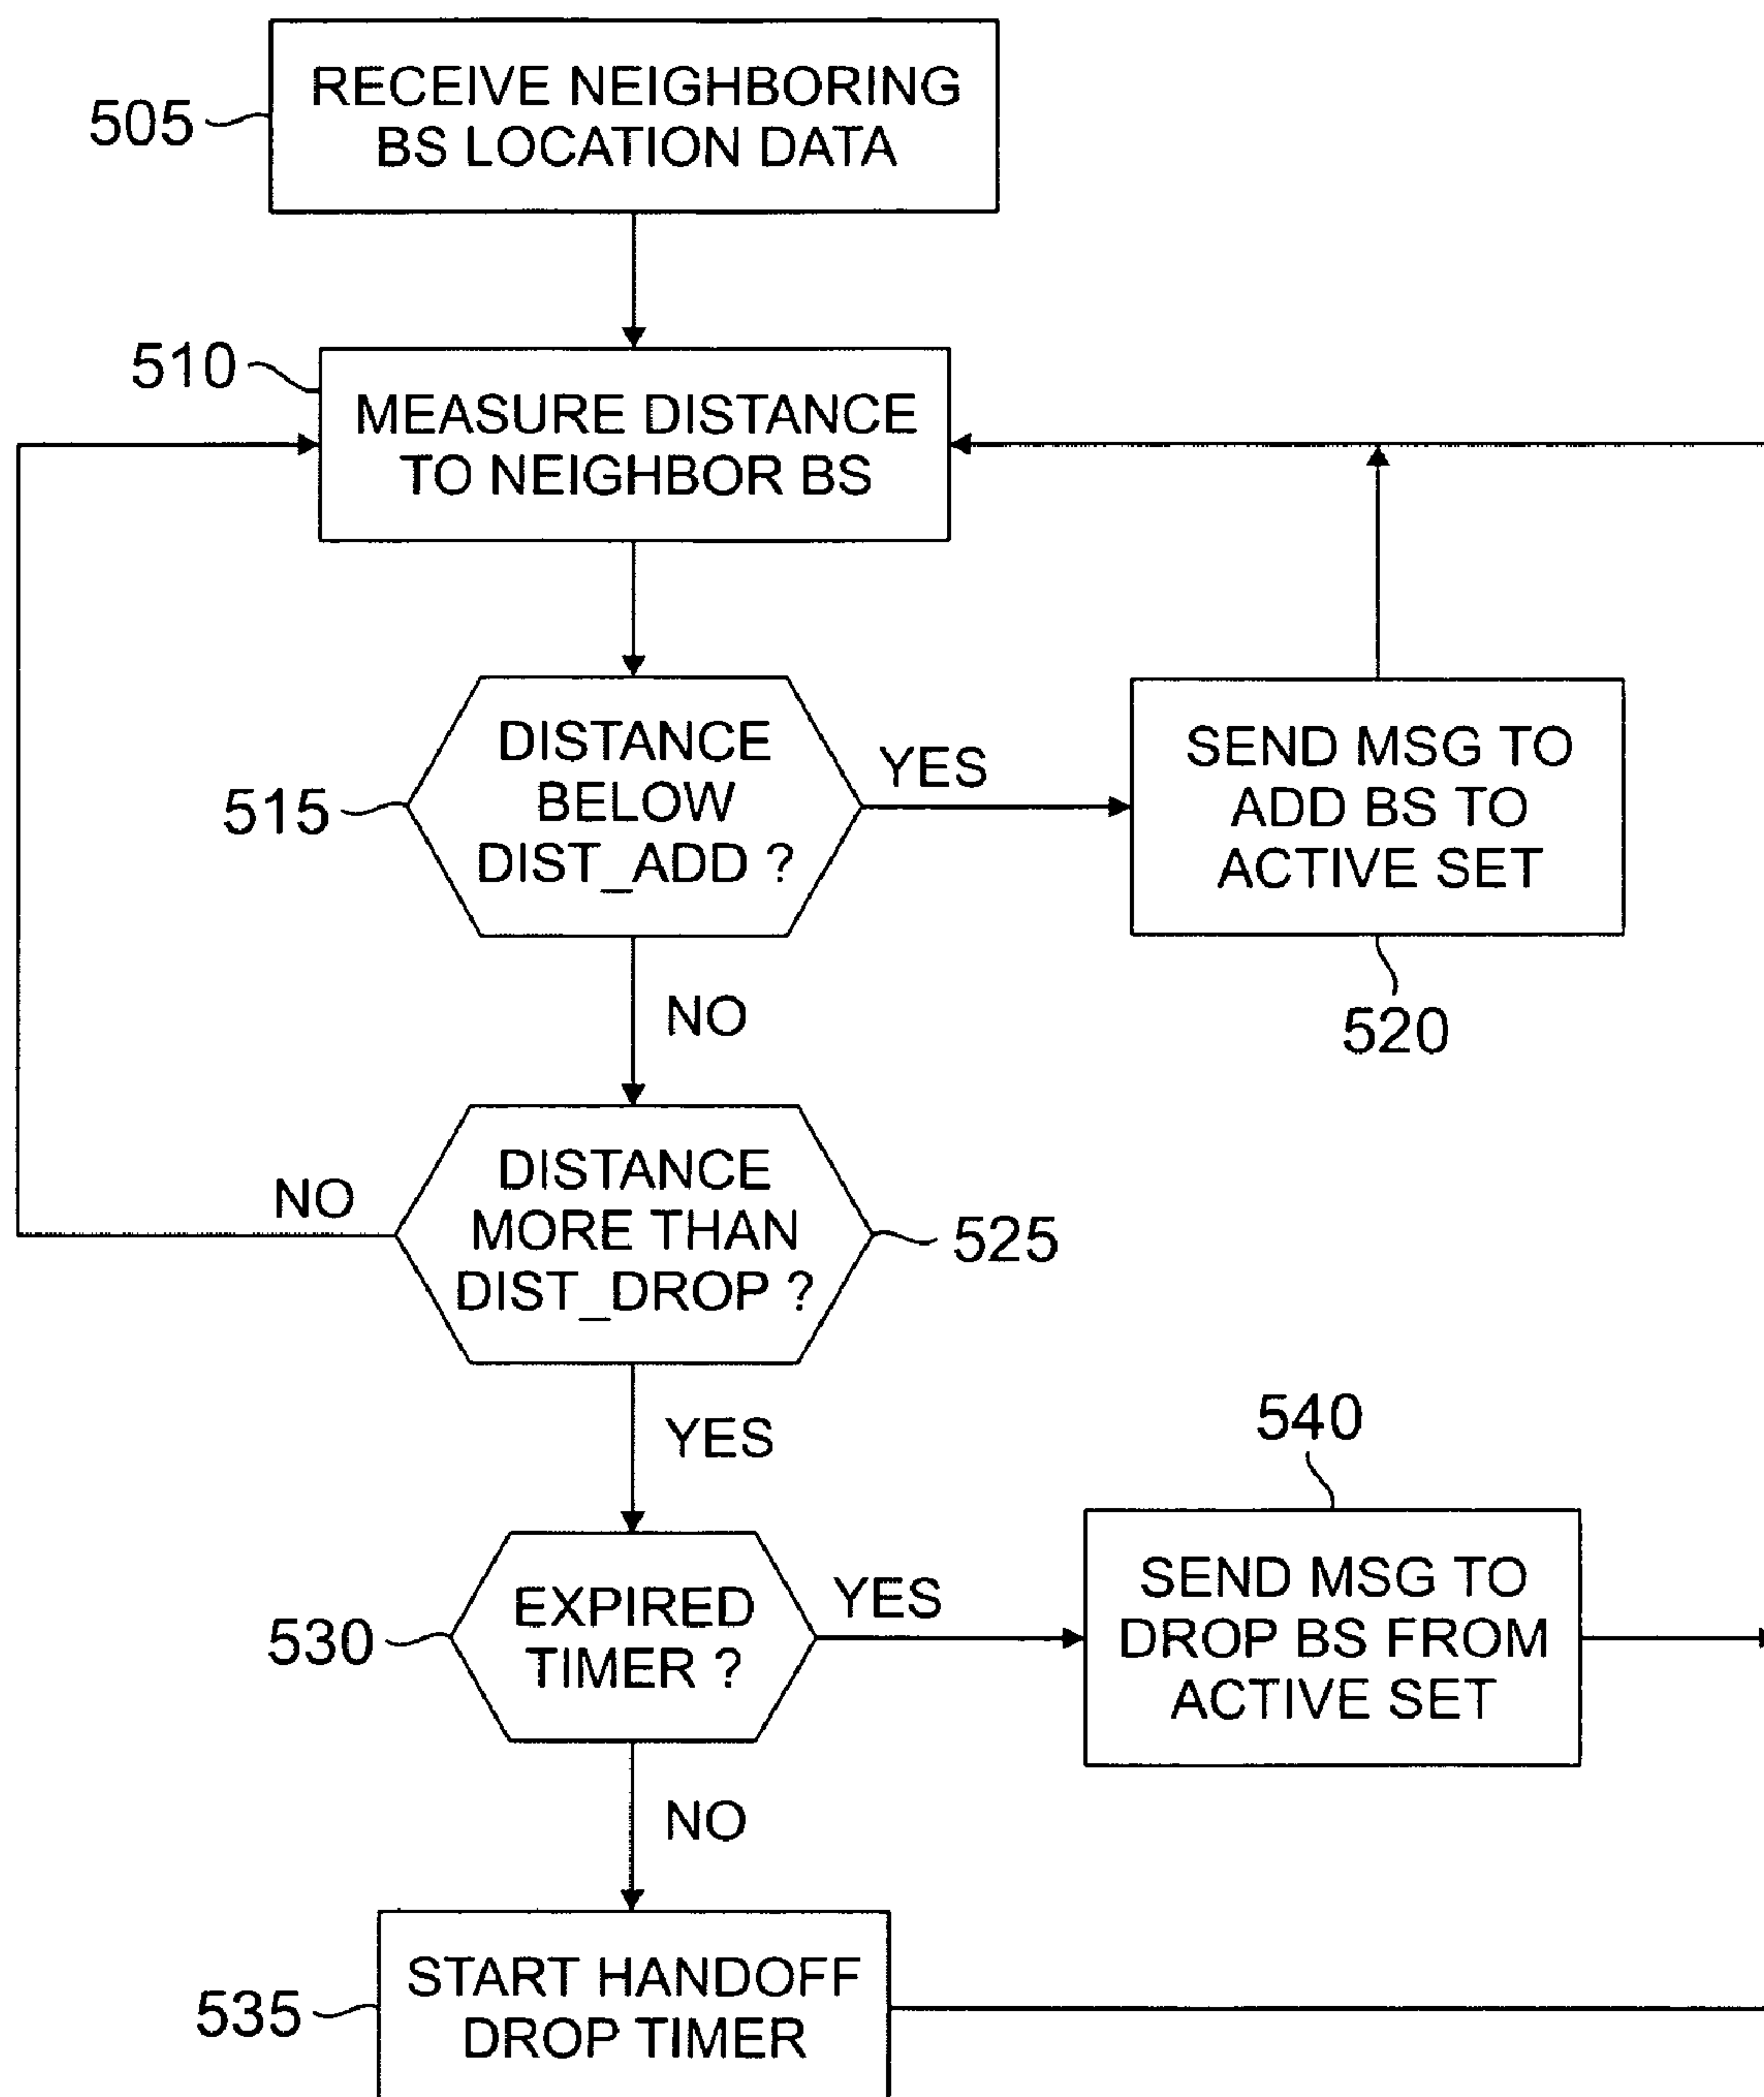 RECEIVE NEIGHBORING
BS LOCATION DATA
505
510
MEASURE DISTANCE
TO NEIGHBOR BS
515
DISTANCE
BELOW
DIST_ADD ?
YES
SEND MSG TO
ADD BS TO
ACTIVE SET
520
NO
DISTANCE
MORE THAN
DIST_DROP ?
NO
525
YES
540
530
EXPIRED
TIMER ?
YES
SEND MSG TO
DROP BS FROM
ACTIVE SET
NO
535
START HANDOFF
DROP TIMER